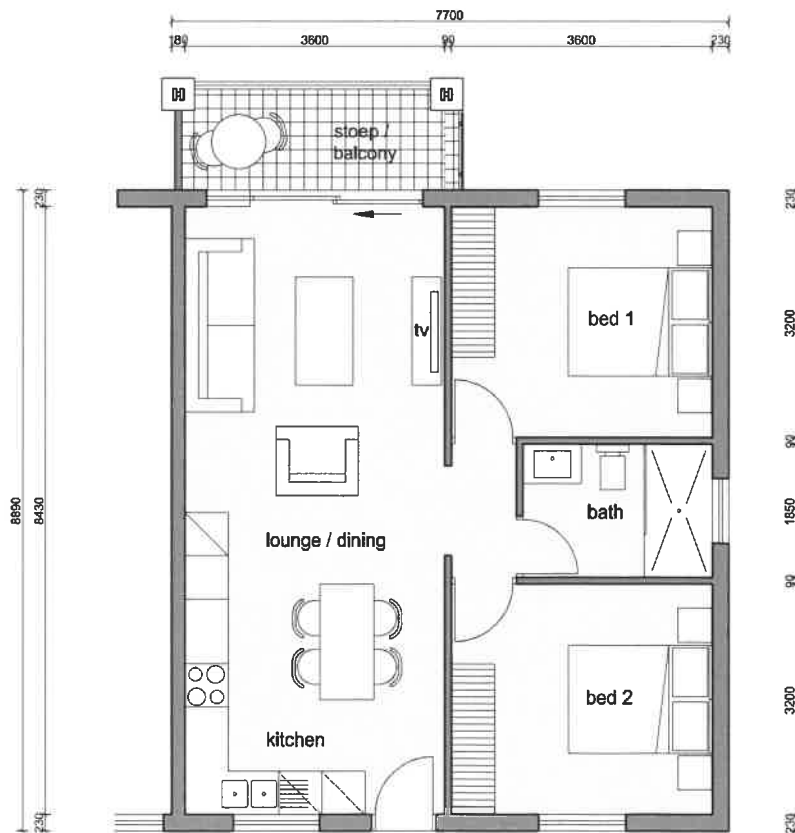 7700
180
3600
90
3600
230
stoep /
balcony
230
230
bed 1
tv
3200
90
8890
8430
bath
1850
lounge / dining
90
bed 2
3200
kitchen
230
230